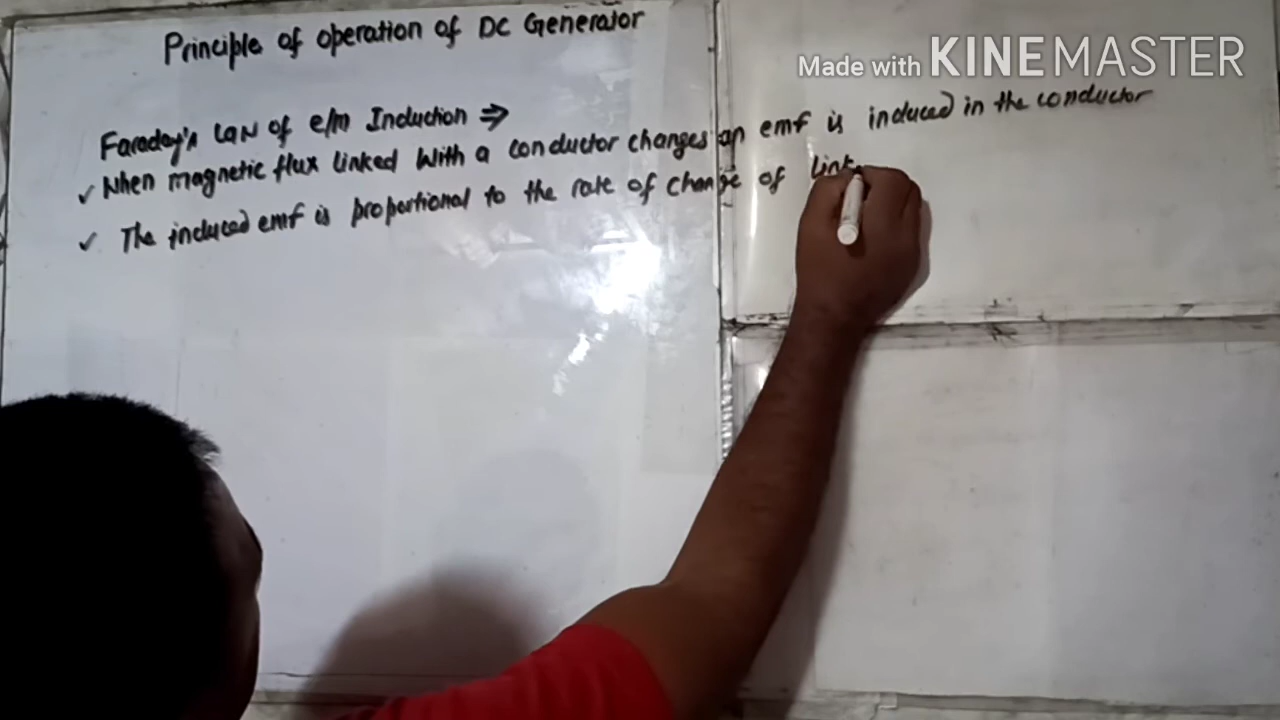 Principle of operation of DC Generator
Made with KINEMASTER
Faraday's Law of e/m Induction ⇒
✓ When magnetic flux linked with a conductor changes an emf is induced in the conductor
✓ The induced emf is proportional to the rate of change of link